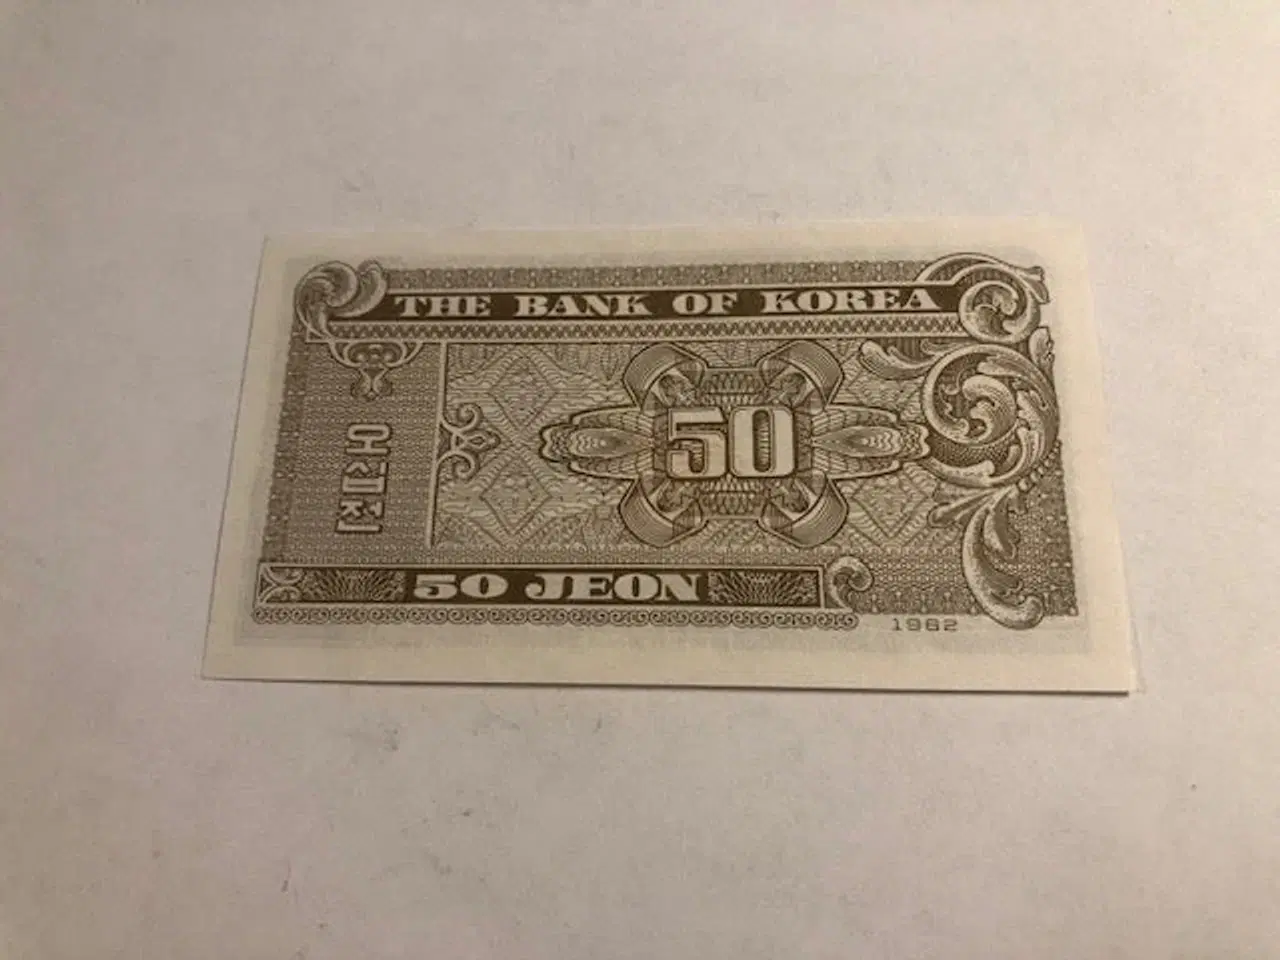 THE BANK OF KOREA
오십전
50
50 JEON
1962